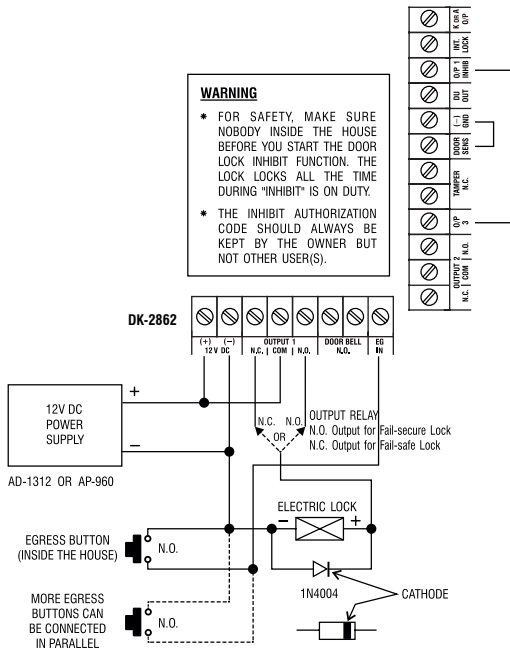 K OR A
O/P
INT.
LOCK
O/P 1
INHIB
DU
OUT
(–)
GND
DOOR
SENS
TAMPER
N.C.
O/P
3
OUTPUT 2
N.C. | COM | N.O.
WARNING
* FOR SAFETY, MAKE SURE
NOBODY INSIDE THE HOUSE
BEFORE YOU START THE DOOR
LOCK INHIBIT FUNCTION. THE
LOCK LOCKS ALL THE TIME
DURING "INHIBIT" IS ON DUTY.
* THE INHIBIT AUTHORIZATION
CODE SHOULD ALWAYS BE
KEPT BY THE OWNER BUT
NOT OTHER USER(S).
DK-2862
(+) (–)
12 V DC
OUTPUT 1
N.C. | COM | N.O.
DOOR BELL
N.O.
EG
IN
12V DC
POWER
SUPPLY
+
–
AD-1312 OR AP-960
N.C. N.O.
OR
OUTPUT RELAY
N.O. Output for Fail-secure Lock
N.C. Output for Fail-safe Lock
ELECTRIC LOCK
– +
EGRESS BUTTON
(INSIDE THE HOUSE)
N.O.
1N4004
CATHODE
MORE EGRESS
BUTTONS CAN
BE CONNECTED
IN PARALLEL
N.O.